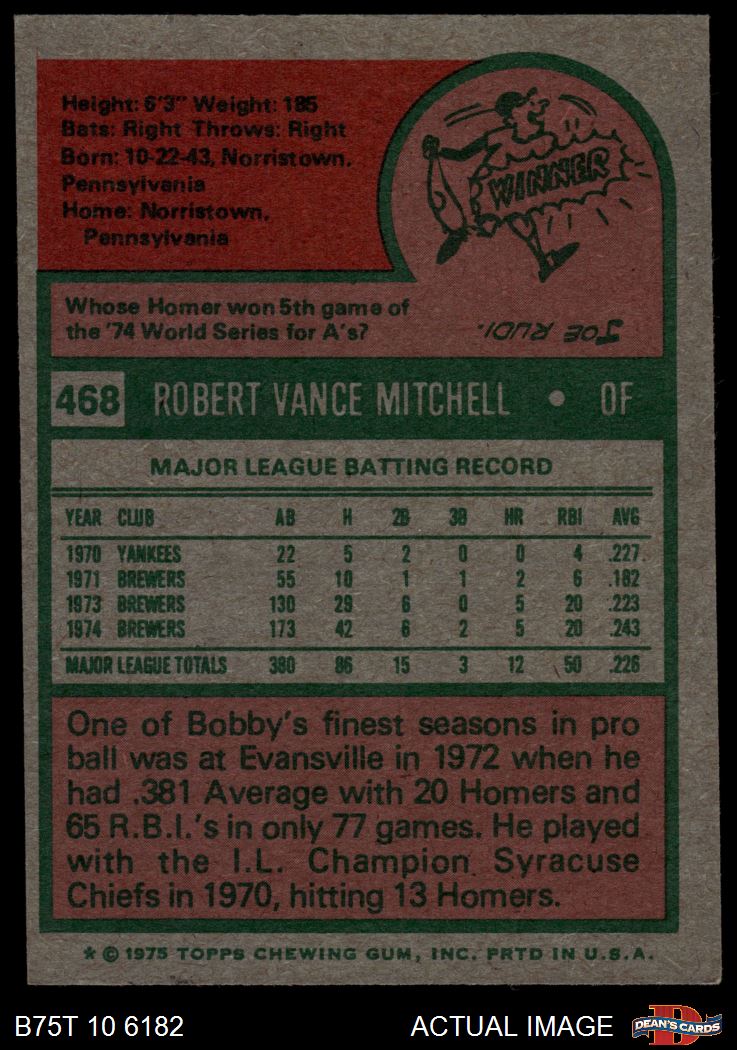 Height: 6'3" Weight: 185
Bats: Right Throws: Right
Born: 10-22-43, Norristown,
Pennsylvania
Home: Norristown,
Pennsylvania
WINNER
Whose Homer won 5th game of
the '74 World Series for A's?
JOE RUDI.
468 ROBERT VANCE MITCHELL • OF
MAJOR LEAGUE BATTING RECORD
YEAR CLUB AB H 2B 3B HR RBI AVG
1970 YANKEES 22 5 2 0 0 4 .227
1971 BREWERS 55 10 1 1 2 6 .182
1973 BREWERS 130 29 6 0 5 20 .223
1974 BREWERS 173 42 6 2 5 20 .243
MAJOR LEAGUE TOTALS 380 86 15 3 12 50 .226
One of Bobby's finest seasons in pro
ball was at Evansville in 1972 when he
had .381 Average with 20 Homers and
65 R.B.I.'s in only 77 games. He played
with the I.L. Champion Syracuse
Chiefs in 1970, hitting 13 Homers.
* © 1975 TOPPS CHEWING GUM, INC. PRTD IN U.S.A.
B75T 10 6182 ACTUAL IMAGE DEAN'S CARDS